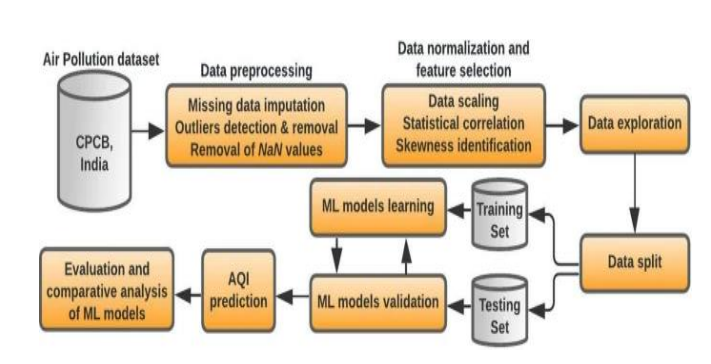 Air Pollution dataset
CPCB,
India
Data preprocessing
Missing data imputation
Outliers detection & removal
Removal of NaN values
Data normalization and
feature selection
Data scaling
Statistical correlation
Skewness identification
Data exploration
Data split
Training
Set
Testing
Set
ML models learning
ML models validation
AQI
prediction
Evaluation and
comparative analysis
of ML models